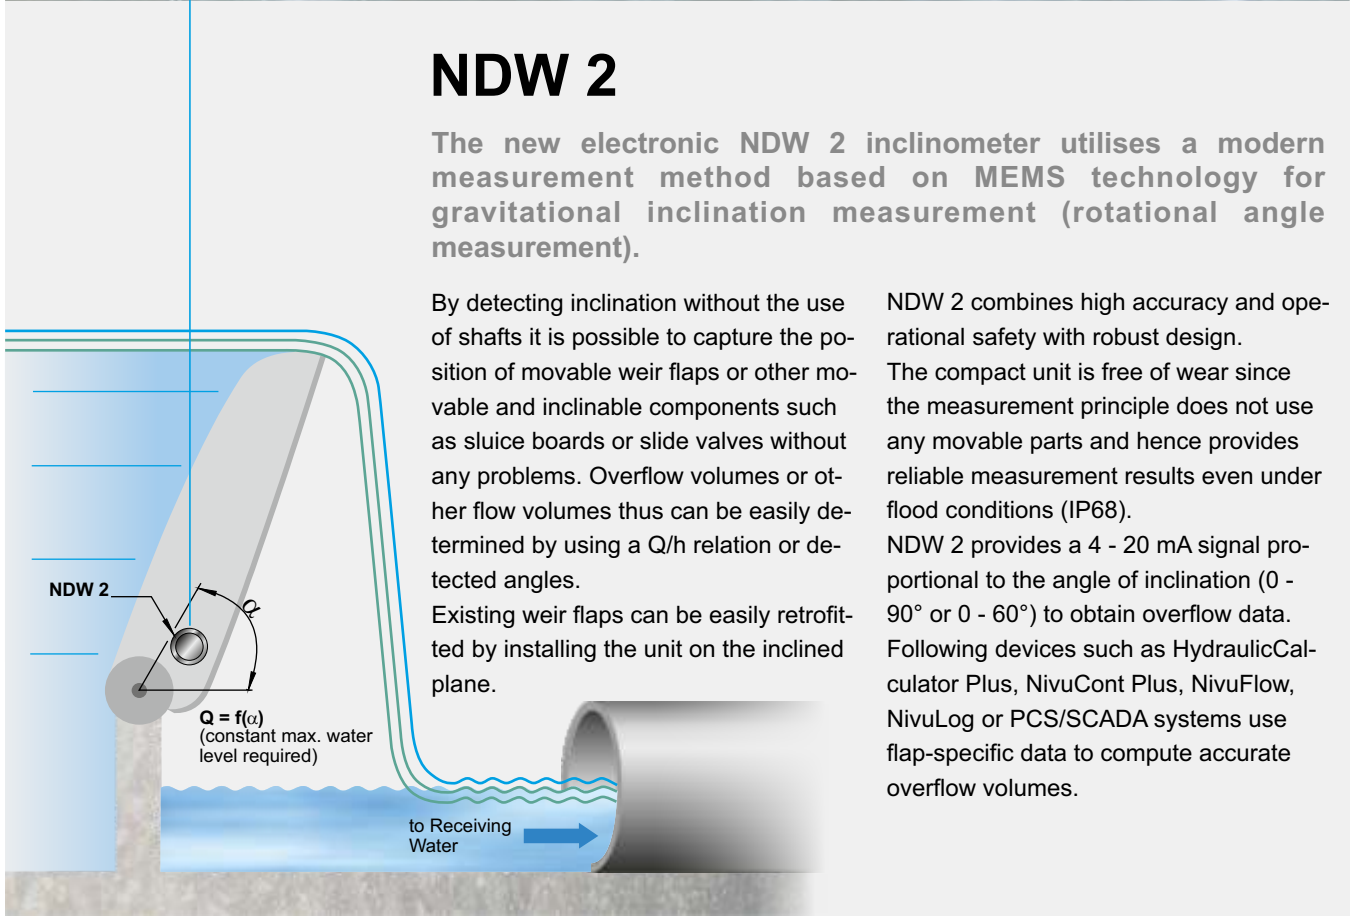 NDW 2
The new electronic NDW 2 inclinometer utilises a modern
measurement method based on MEMS technology for
gravitational inclination measurement (rotational angle
measurement).
By detecting inclination without the use
of shafts it is possible to capture the po-
sition of movable weir flaps or other mo-
vable and inclinable components such
as sluice boards or slide valves without
any problems. Overflow volumes or ot-
her flow volumes thus can be easily de-
termined by using a Q/h relation or de-
tected angles.
Existing weir flaps can be easily retrofit-
ted by installing the unit on the inclined
plane.
NDW 2 combines high accuracy and ope-
rational safety with robust design.
The compact unit is free of wear since
the measurement principle does not use
any movable parts and hence provides
reliable measurement results even under
flood conditions (IP68).
NDW 2 provides a 4 - 20 mA signal pro-
portional to the angle of inclination (0 -
90° or 0 - 60°) to obtain overflow data.
Following devices such as HydraulicCal-
culator Plus, NivuCont Plus, NivuFlow,
NivuLog or PCS/SCADA systems use
flap-specific data to compute accurate
overflow volumes.
NDW 2
α
Q = f(α)
(constant max. water
level required)
to Receiving
Water